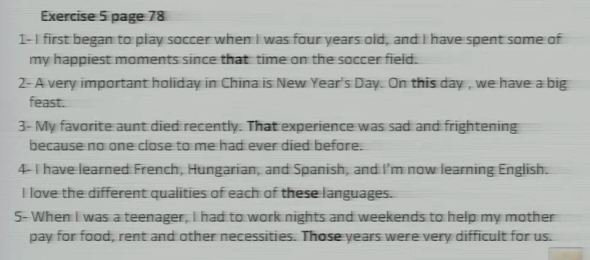 Exercise 5 page 78
1- I first began to play soccer when I was four years old, and I have spent some of
my happiest moments since that time on the soccer field.
2- A very important holiday in China is New Year's Day. On this day , we have a big
feast.
3- My favorite aunt died recently. That experience was sad and frightening
because no one close to me had ever died before.
4- I have learned French, Hungarian, and Spanish, and I'm now learning English.
I love the different qualities of each of these languages.
5- When I was a teenager, I had to work nights and weekends to help my mother
pay for food, rent and other necessities. Those years were very difficult for us.